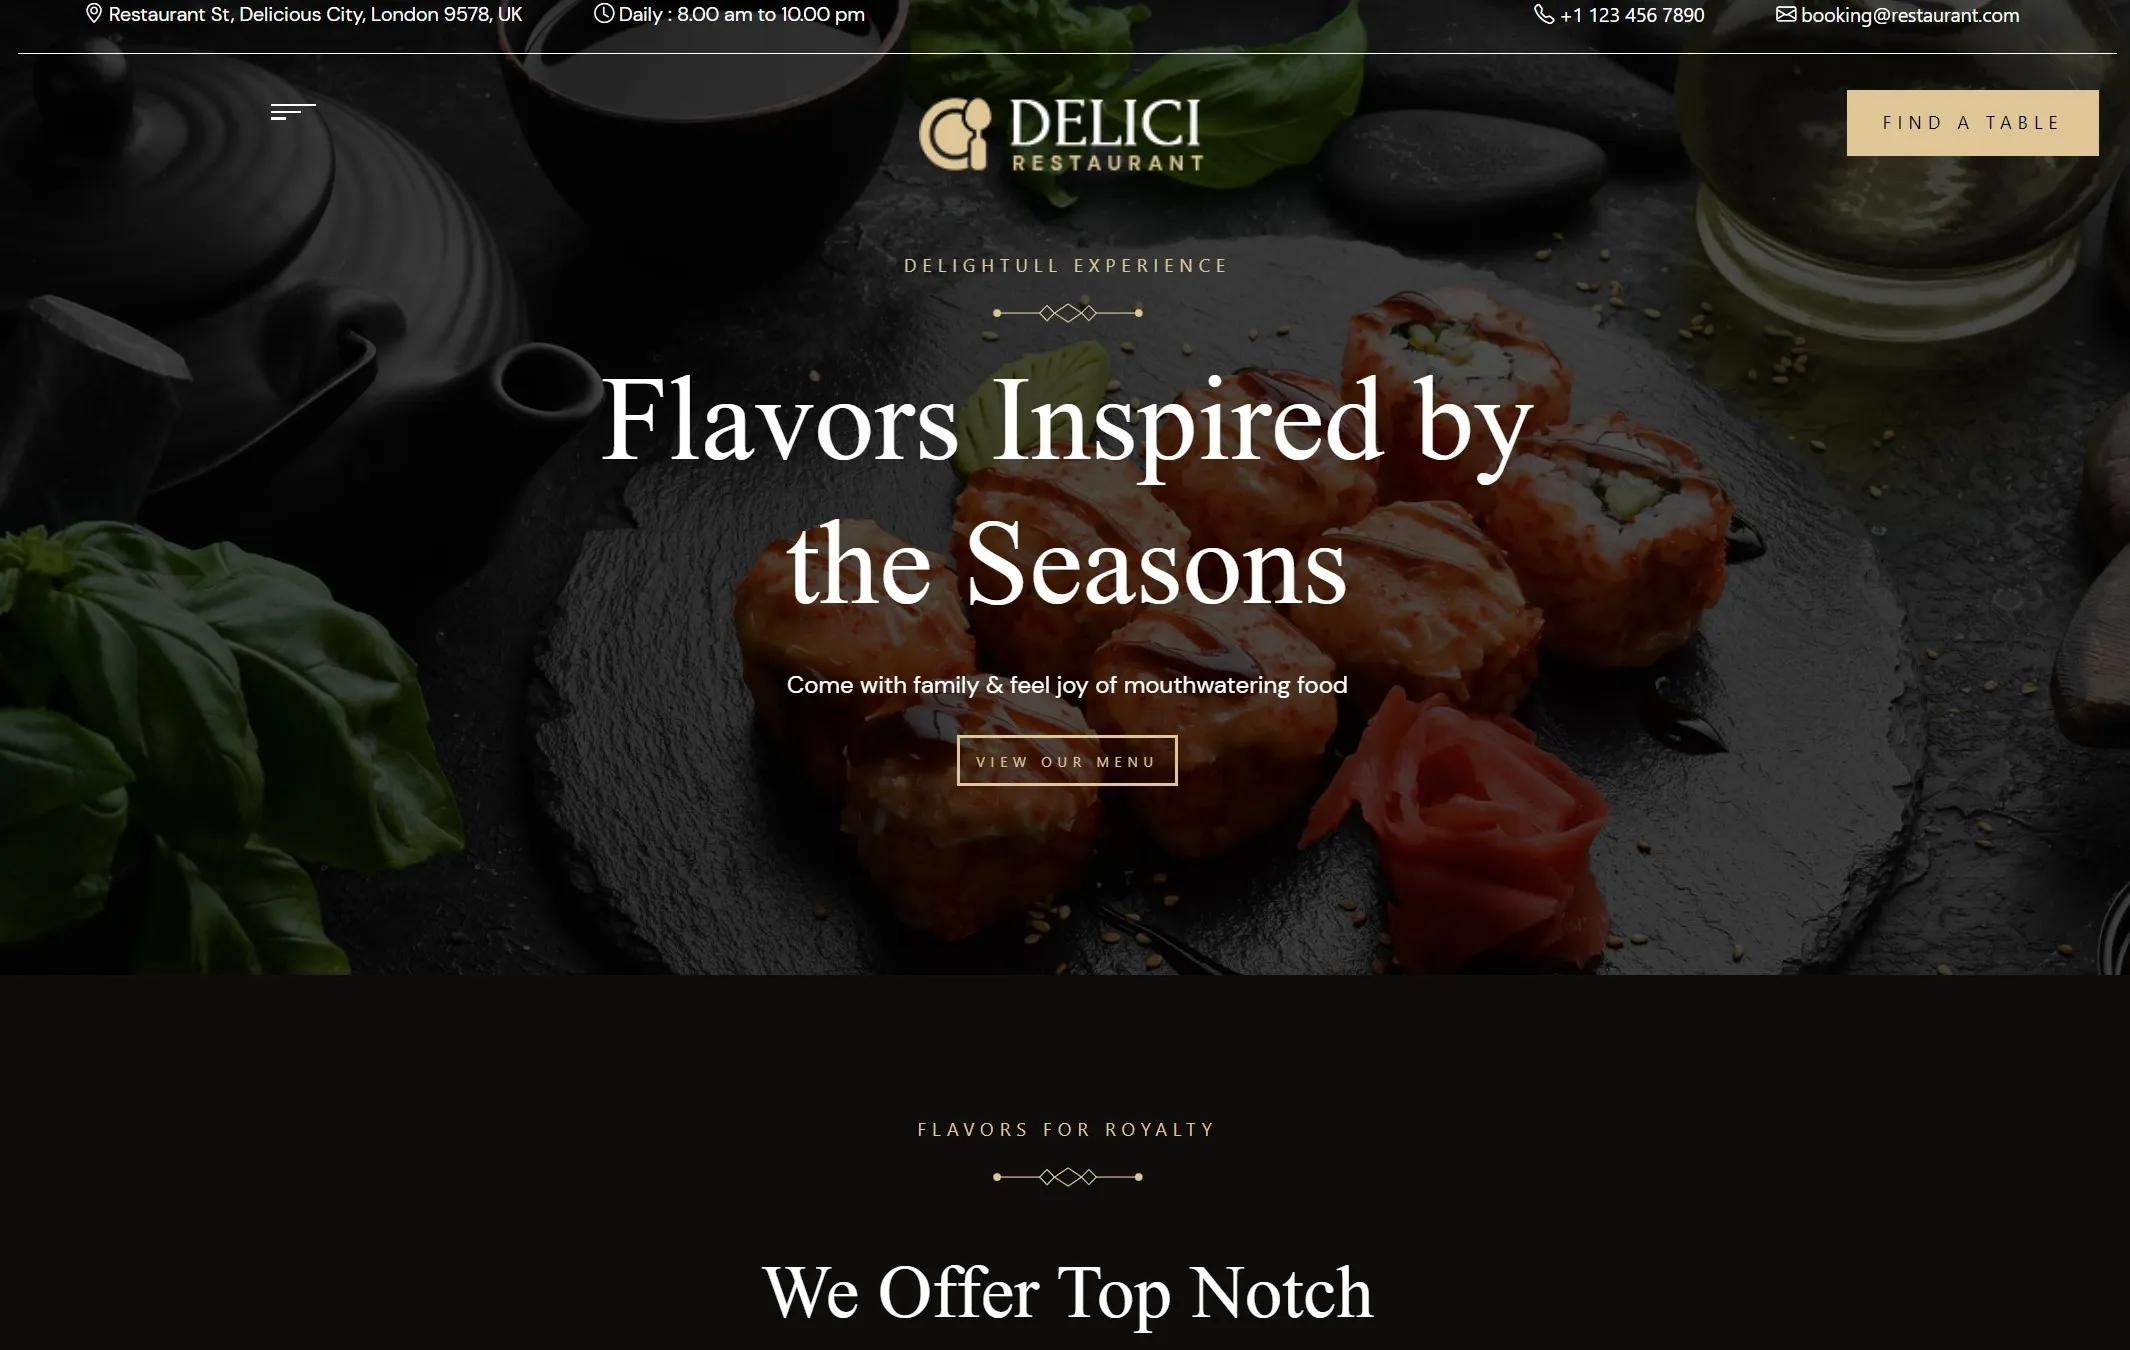 Restaurant St, Delicious City, London 9578, UK
Daily : 8.00 am to 10.00 pm
+1 123 456 7890
booking@restaurant.com
DELICI
RESTAURANT
FIND A TABLE
DELIGHTULL EXPERIENCE
Flavors Inspired by
the Seasons
Come with family & feel joy of mouthwatering food
VIEW OUR MENU
FLAVORS FOR ROYALTY
We Offer Top Notch